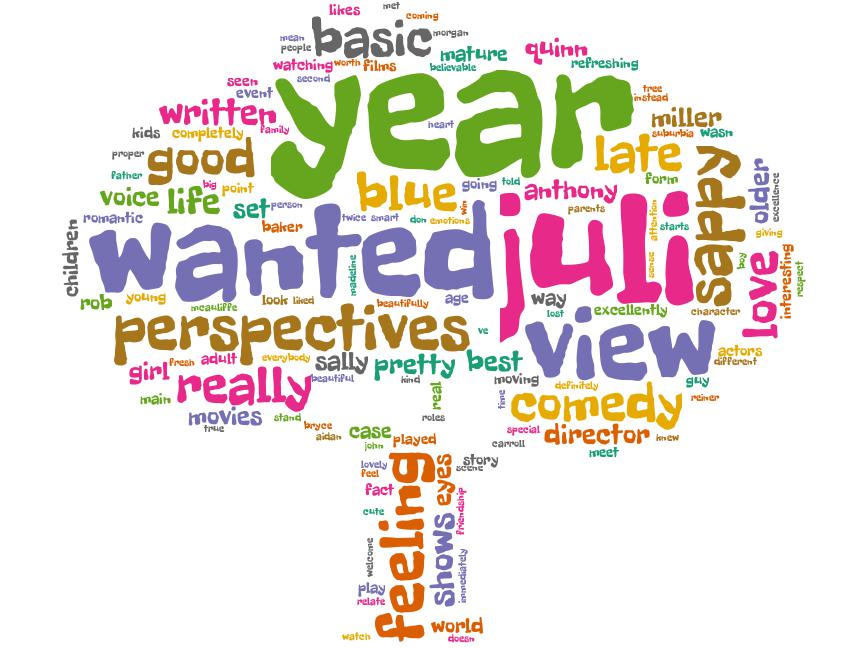 likes
met
coming
basic
morgan
mean
people
mature
quinn
watching
worth
films
believable
refreshing
seen
second
event
year
tree
instead
written
heart
miller
kids
completely
family
suburbia
wasn
proper
good
late
sappy
father
big
point
form
older
excellence
voice
life
blue
going
told
anthony
set
person
win
parents
attention
starts
giving
romantic
twice
smart
don
emotions
baker
children
wanted
juli
madeline
sense
boy
love
interesting
respect
rob
young
mcauliffe
look
liked
beautifully
age
way
lost
excellently
character
perspectives
ve
view
actors
different
girl
fresh
adult
everybody
sally
pretty
best
really
beautiful
kind
moving
definitely
guy
main
real
time
comedy
reiner
movies
true
stand
bryce
aidan
case
john
played
roles
special
carroll
director
knew
meet
lovely
feel
feeling
eyes
story
scene
fact
friendship
cute
shows
welcome
immediately
play
relate
watch
world
doesn